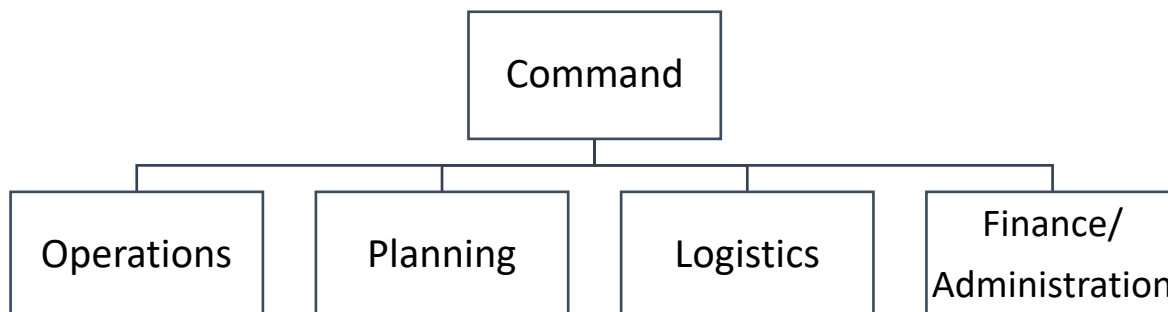 Command
Operations
Planning
Logistics
Finance/
Administration